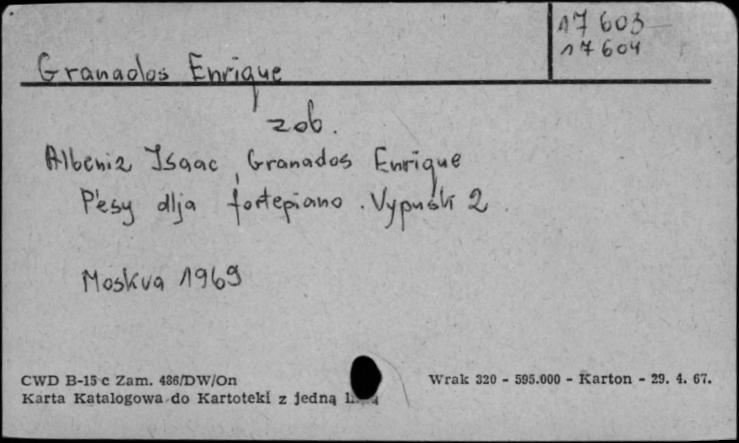 17 603
17 604
Granados Enrique
zob.
Albeniz Isaac, Granados Enrique
P'esy dlja fortepiano. Vypusk 2
Moskva 1969
CWD B-15 c Zam. 436/DW/On
Wrak 320 - 595.000 - Karton - 29. 4. 67.
Karta Katalogowa do Kartoteki z jedną